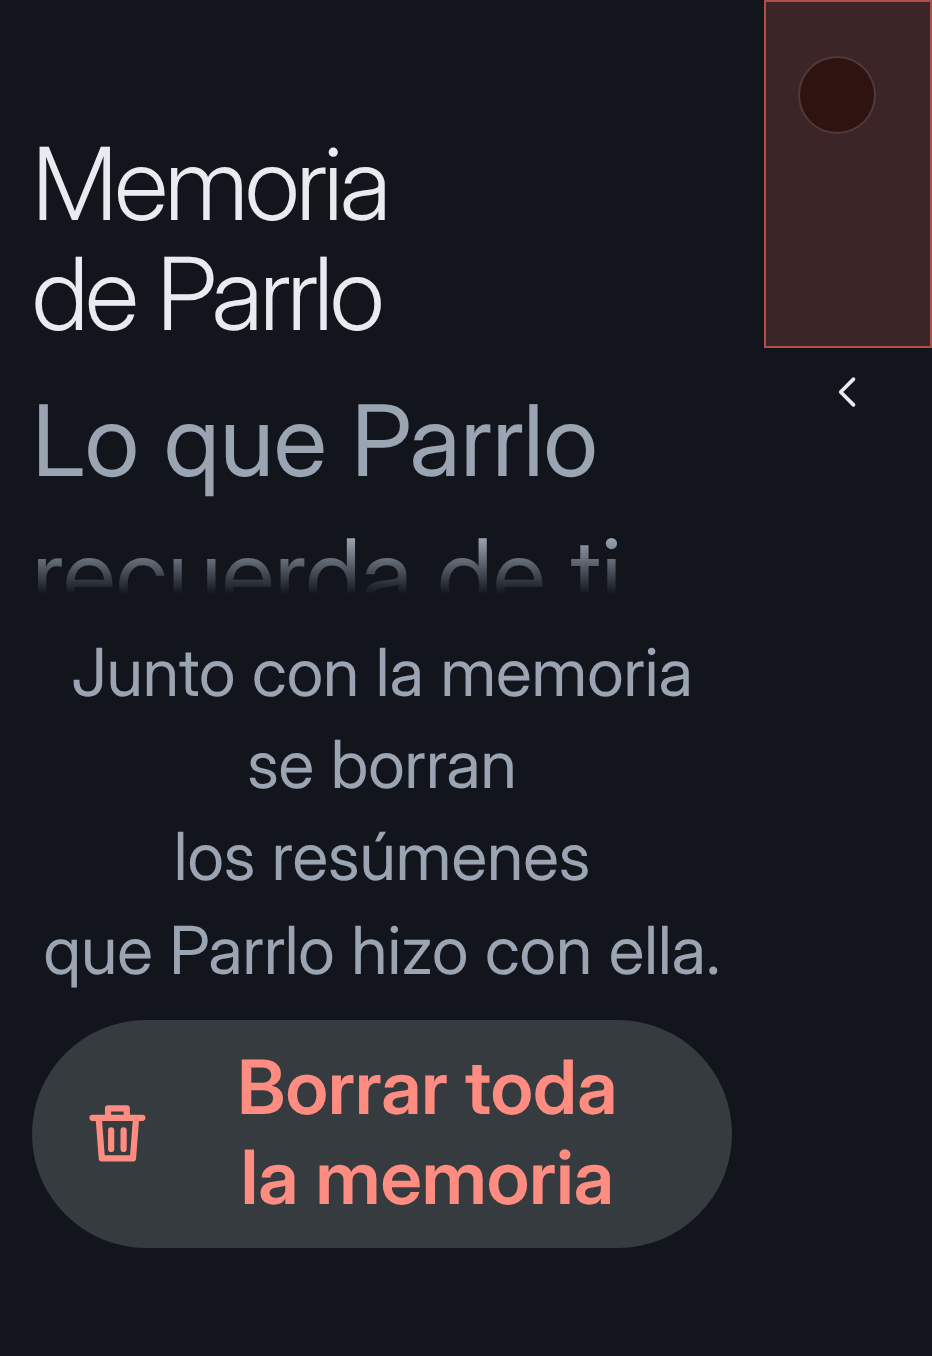 Memoria
de Parrlo
Lo que Parrlo
recuerda de ti
Junto con la memoria
se borran
los resúmenes
que Parrlo hizo con ella.
Borrar toda
la memoria